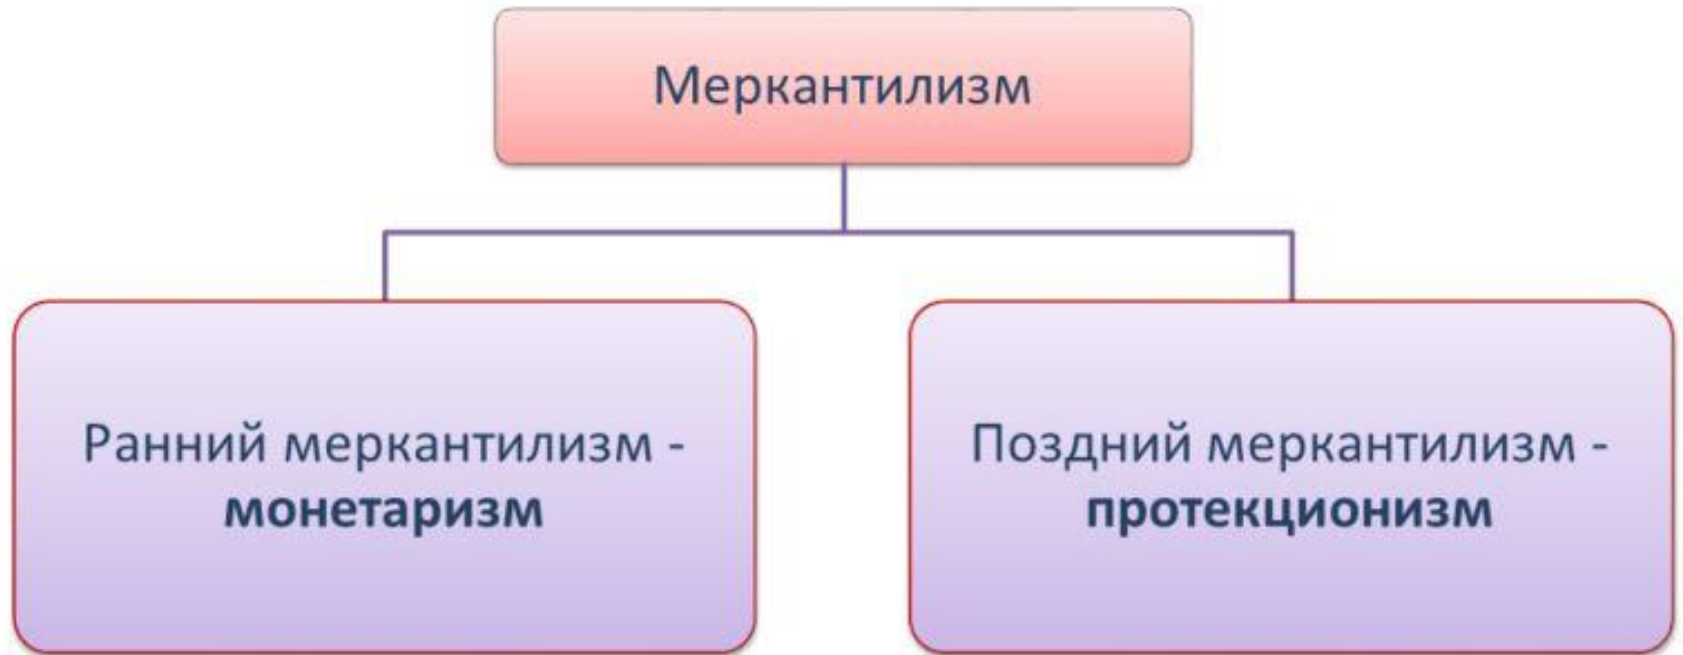 Меркантилизм
Ранний меркантилизм -
монетаризм
Поздний меркантилизм -
протекционизм